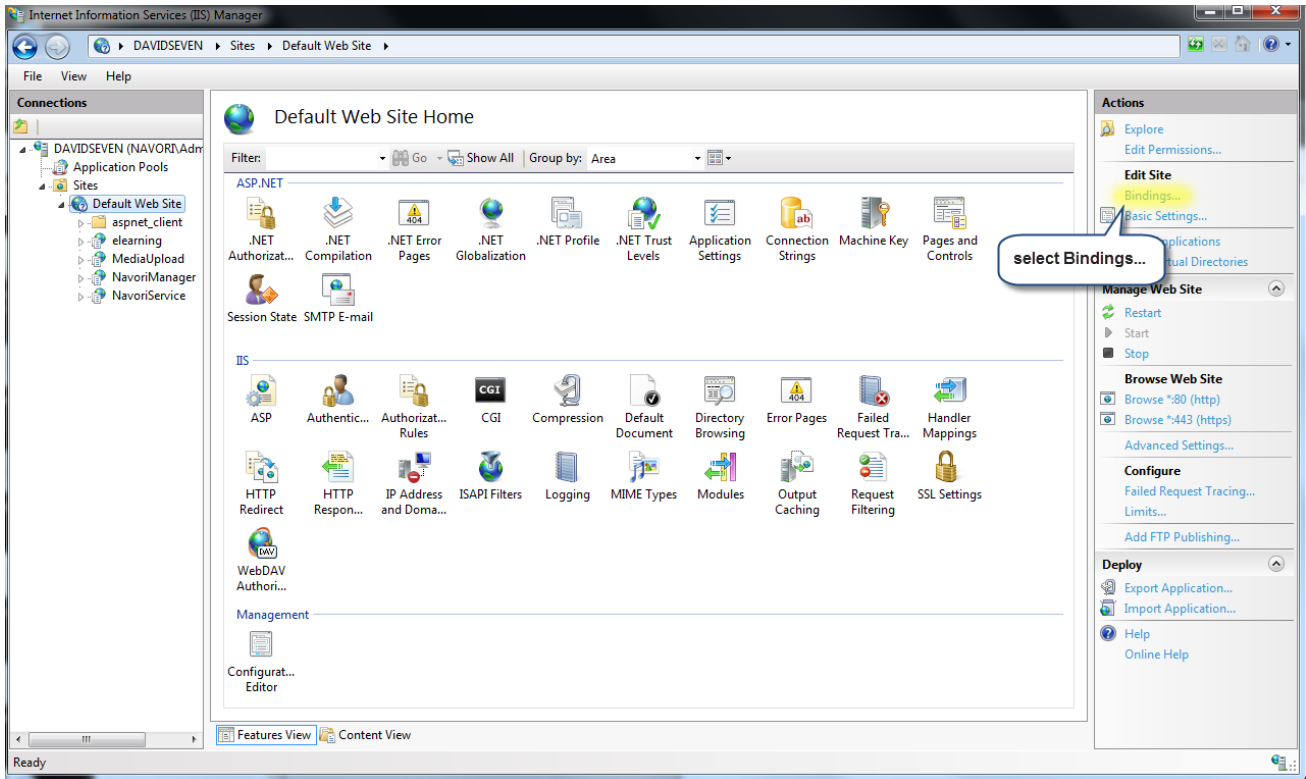 Internet Information Services (IIS) Manager
DAVIDSEVEN Sites Default Web Site
File View Help
Connections
DAVIDSEVEN (NAVORI\Adm
Application Pools
Sites
Default Web Site
aspnet_client
elearning
MediaUpload
NavoriManager
NavoriService
Default Web Site Home
Filter: Go Show All Group by: Area
ASP.NET
.NET Authorizat...
.NET Compilation
.NET Error Pages
.NET Globalization
.NET Profile
.NET Trust Levels
Application Settings
Connection Strings
Machine Key
Pages and Controls
Session State
SMTP E-mail
IIS
ASP
Authentic...
Authorizat... Rules
CGI
Compression
Default Document
Directory Browsing
Error Pages
Failed Request Tra...
Handler Mappings
HTTP Redirect
HTTP Respon...
IP Address and Doma...
ISAPI Filters
Logging
MIME Types
Modules
Output Caching
Request Filtering
SSL Settings
WebDAV Authori...
Management
Configurat... Editor
Features View Content View
Ready
Actions
Explore
Edit Permissions...
Edit Site
Bindings...
Basic Settings...
select Bindings...
Virtual Directories
Manage Web Site
Restart
Start
Stop
Browse Web Site
Browse *:80 (http)
Browse *:443 (https)
Advanced Settings...
Configure
Failed Request Tracing...
Limits...
Add FTP Publishing...
Deploy
Export Application...
Import Application...
Help
Online Help